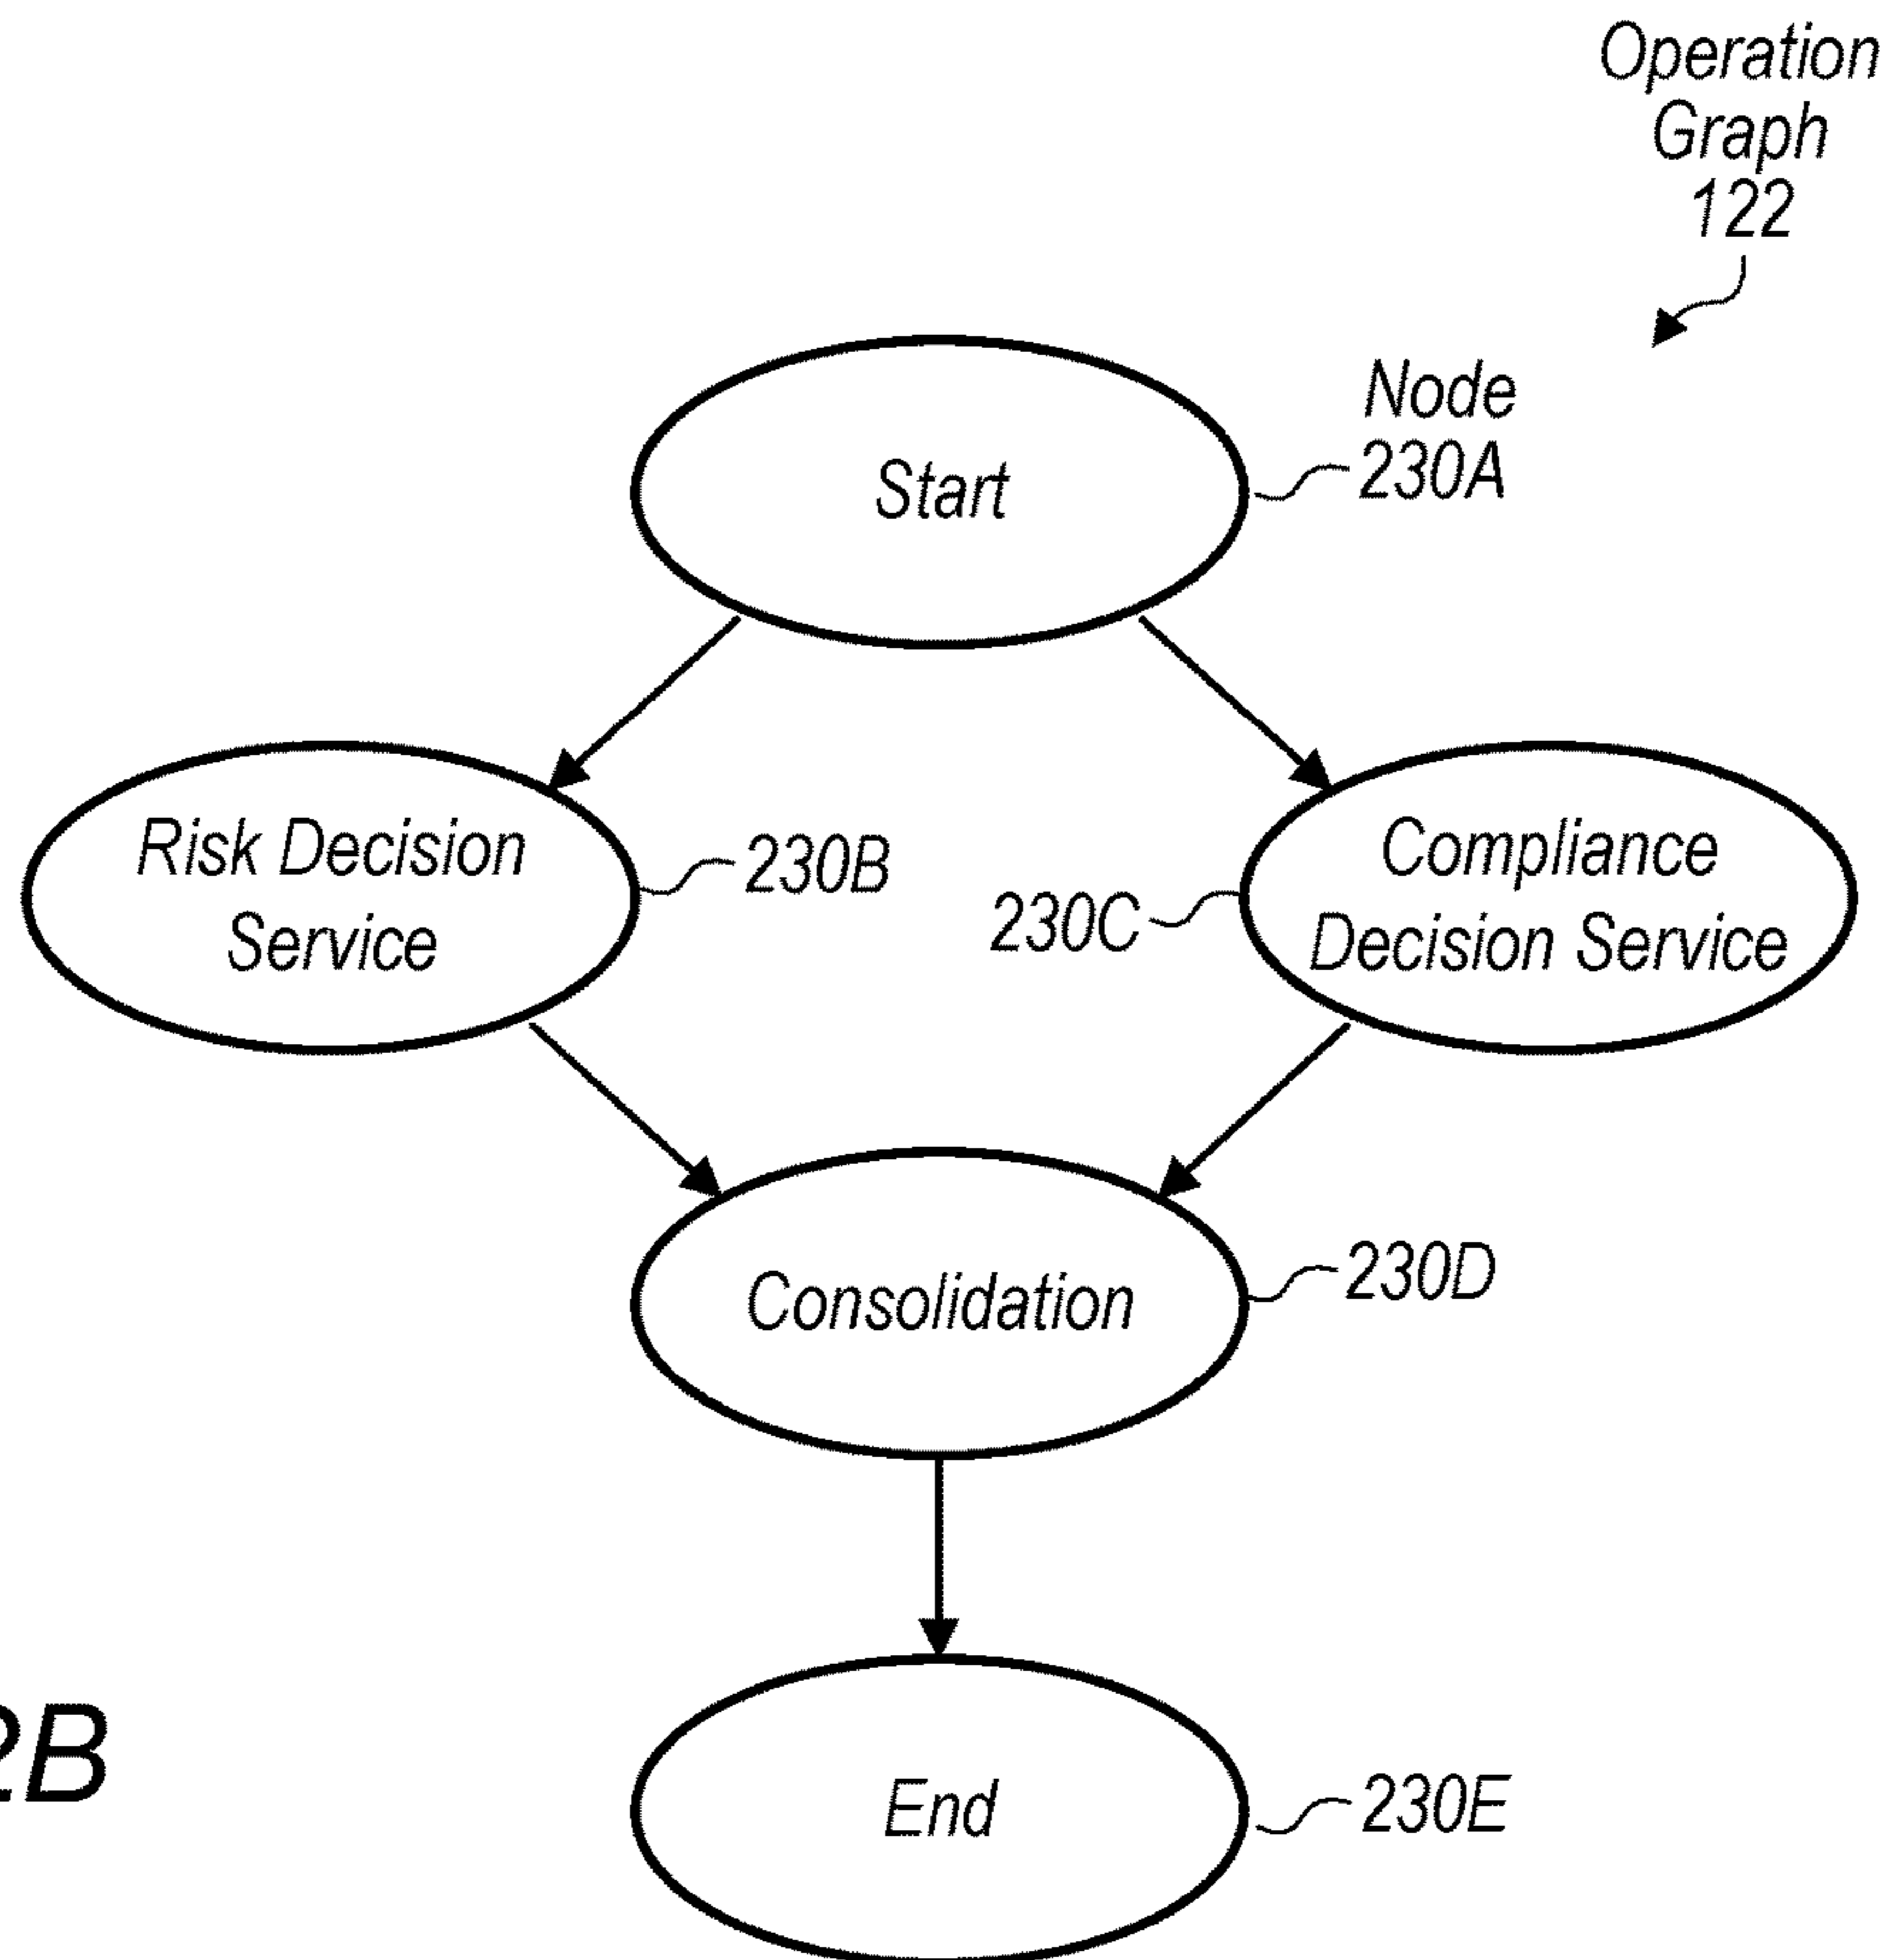 Operation
Graph
122
Node
230A
Start
Risk Decision
Service
230B
230C
Compliance
Decision Service
Consolidation
230D
End
230E
2B